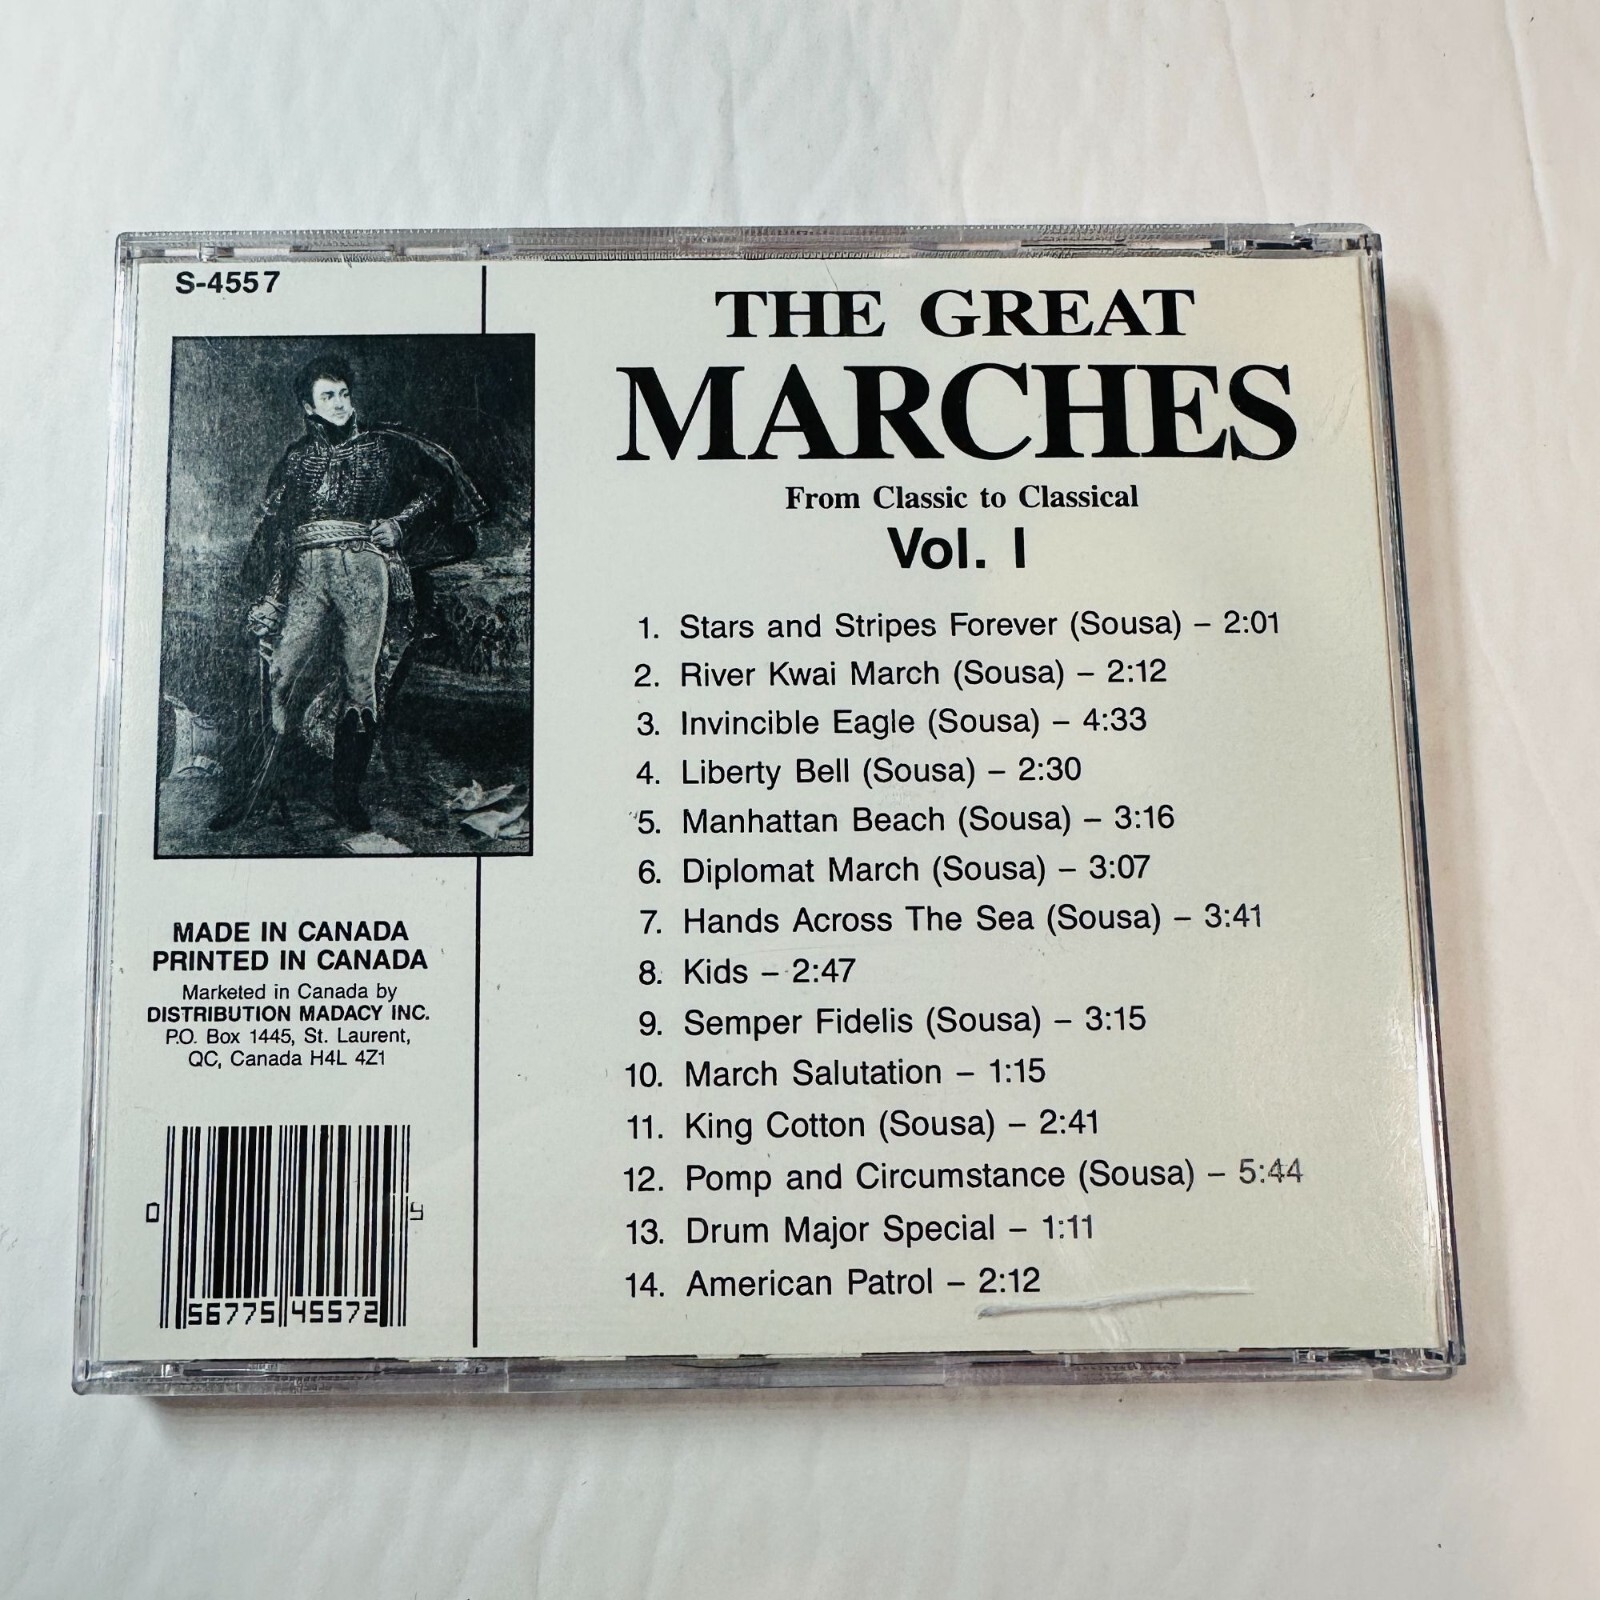 S-4557
THE GREAT
MARCHES
From Classic to Classical
Vol. I
1. Stars and Stripes Forever (Sousa) – 2:01
2. River Kwai March (Sousa) – 2:12
3. Invincible Eagle (Sousa) – 4:33
4. Liberty Bell (Sousa) – 2:30
5. Manhattan Beach (Sousa) – 3:16
6. Diplomat March (Sousa) – 3:07
7. Hands Across The Sea (Sousa) – 3:41
8. Kids – 2:47
9. Semper Fidelis (Sousa) – 3:15
10. March Salutation – 1:15
11. King Cotton (Sousa) – 2:41
12. Pomp and Circumstance (Sousa) – 5:44
13. Drum Major Special – 1:11
14. American Patrol – 2:12
MADE IN CANADA
PRINTED IN CANADA
Marketed in Canada by
DISTRIBUTION MADACY INC.
P.O. Box 1445, St. Laurent,
QC, Canada H4L 4Z1
0 56775 45572 9